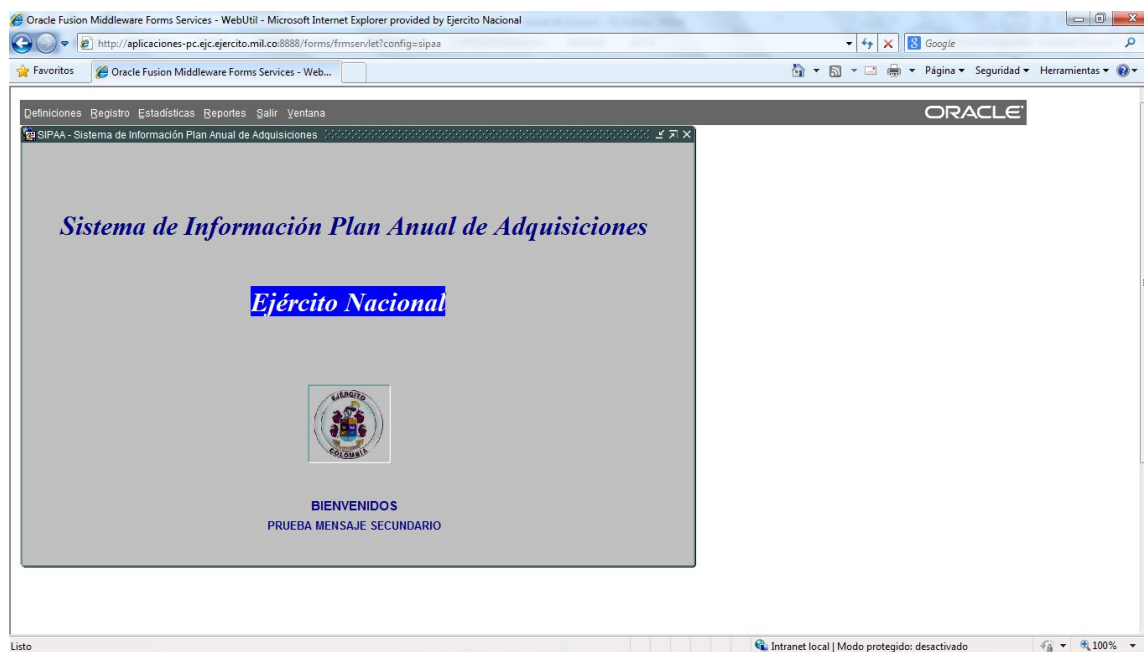 Oracle Fusion Middleware Forms Services - WebUtil - Microsoft Internet Explorer provided by Ejercito Nacional
http://aplicaciones-pc.ejc.ejercito.mil.co:8888/forms/frmservlet?config=sipaa
Google
Favoritos
Oracle Fusion Middleware Forms Services - Web...
Página
Seguridad
Herramientas
Definiciones Registro Estadísticas Reportes Salir Ventana
ORACLE
SIPAA - Sistema de Información Plan Anual de Adquisiciones
Sistema de Información Plan Anual de Adquisiciones
Ejército Nacional
EJÉRCITO
COLOMBIA
BIENVENIDOS
PRUEBA MENSAJE SECUNDARIO
Listo
Intranet local | Modo protegido: desactivado
100%